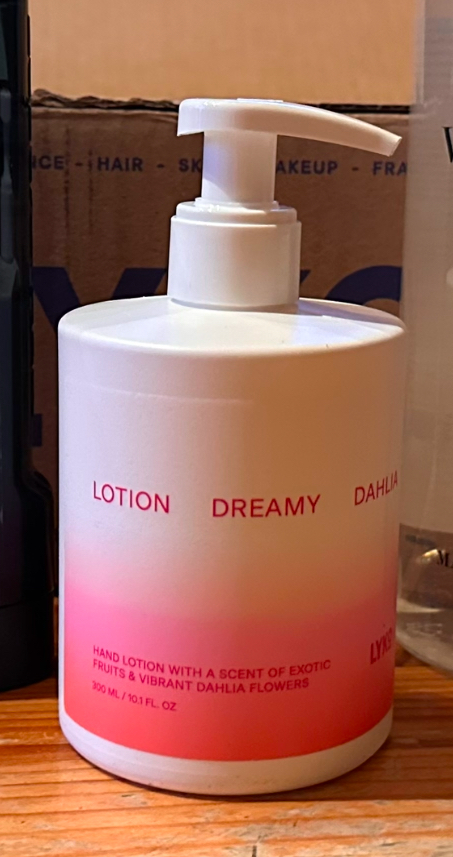 - HAIR -
LOTION DREAMY DAHLIA
HAND LOTION WITH A SCENT OF EXOTIC
FRUITS & VIBRANT DAHLIA FLOWERS
300 ML / 10.1 FL. OZ